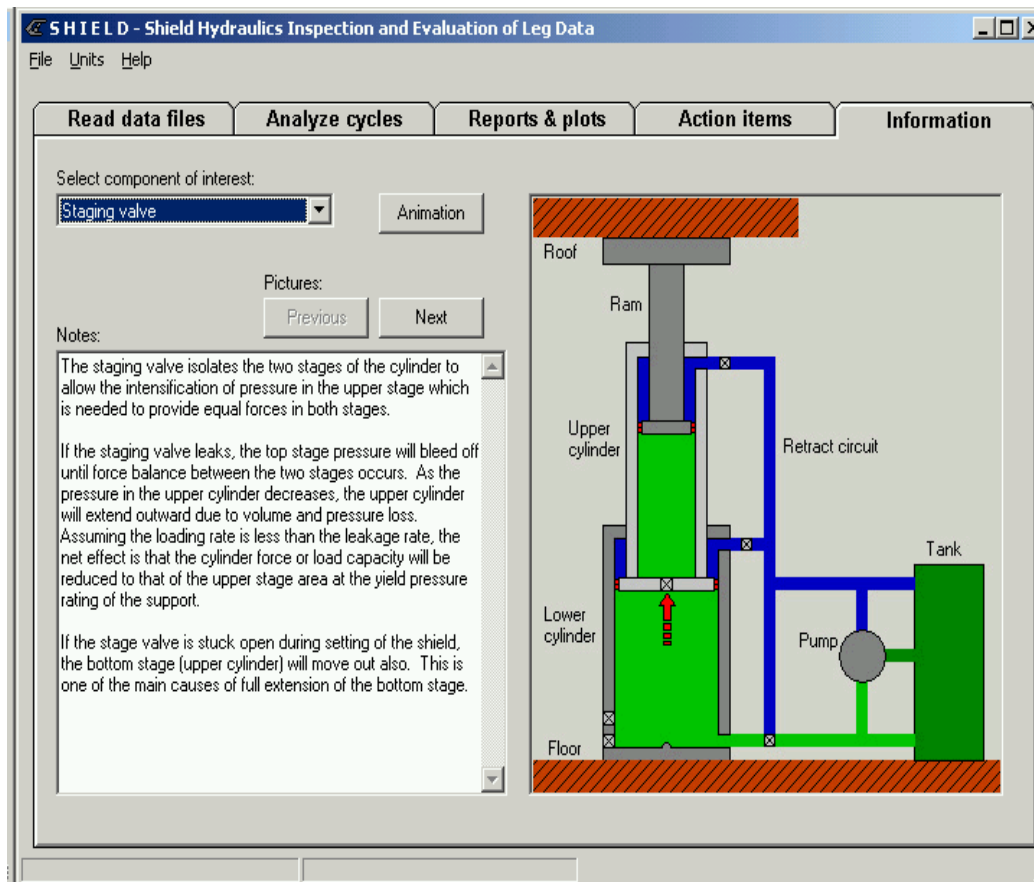 S H I E L D - Shield Hydraulics Inspection and Evaluation of Leg Data
File Units Help
Read data files
Analyze cycles
Reports & plots
Action items
Information
Select component of interest:
Staging valve
Animation
Pictures:
Previous
Next
Notes:
The staging valve isolates the two stages of the cylinder to
allow the intensification of pressure in the upper stage which
is needed to provide equal forces in both stages.
If the staging valve leaks, the top stage pressure will bleed off
until force balance between the two stages occurs. As the
pressure in the upper cylinder decreases, the upper cylinder
will extend outward due to volume and pressure loss.
Assuming the loading rate is less than the leakage rate, the
net effect is that the cylinder force or load capacity will be
reduced to that of the upper stage area at the yield pressure
rating of the support.
If the stage valve is stuck open during setting of the shield,
the bottom stage (upper cylinder) will move out also. This is
one of the main causes of full extension of the bottom stage.
Roof
Ram
Upper
cylinder
Retract circuit
Tank
Lower
cylinder
Pump
Floor